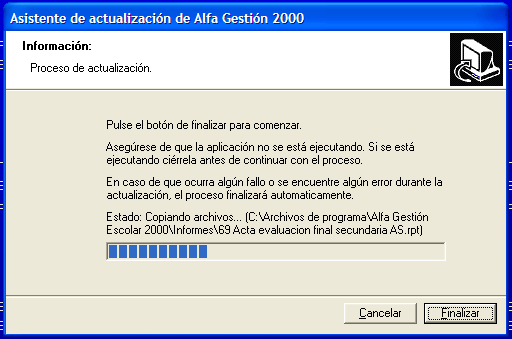 Asistente de actualización de Alfa Gestión 2000
Información:
Proceso de actualización.
Pulse el botón de finalizar para comenzar.
Asegúrese de que la aplicación no se está ejecutando. Si se está
ejecutando ciérrela antes de continuar con el proceso.
En caso de que ocurra algún fallo o se encuentre algún error durante la
actualización, el proceso finalizará automaticamente.
Estado: Copiando archivos... (C:\Archivos de programa\Alfa Gestión
Escolar 2000\Informes\69 Acta evaluacion final secundaria AS.rpt)
Cancelar
Finalizar